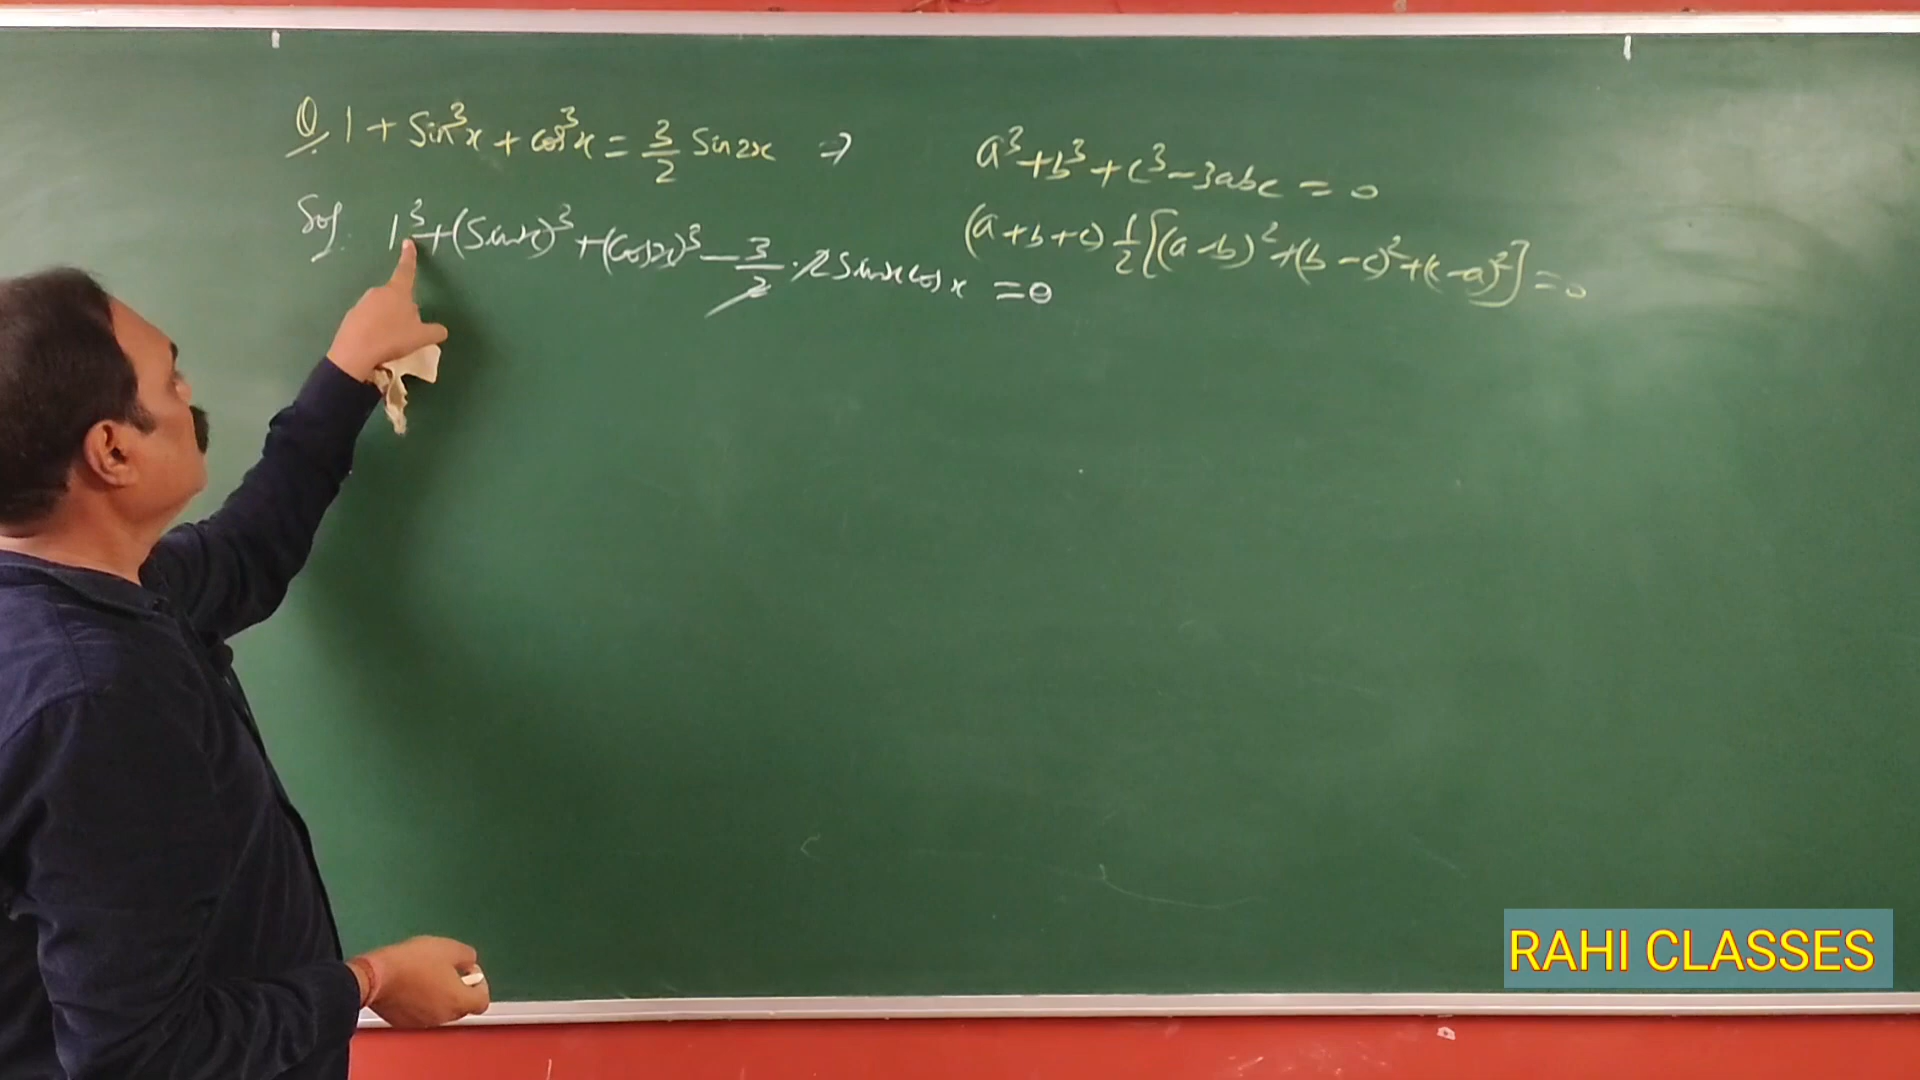 Q. 1 + Sin³x + cos³x = 3/2 Sin2x ⇒
Sol. 1³ + (Sinx)³ + (Cosx)³ - 3/2 · 2 Sinx cosx = 0
a³ + b³ + c³ - 3abc = 0
(a + b + c) 1/2 [(a - b)² + (b - c)² + (c - a)²] = 0
RAHI CLASSES